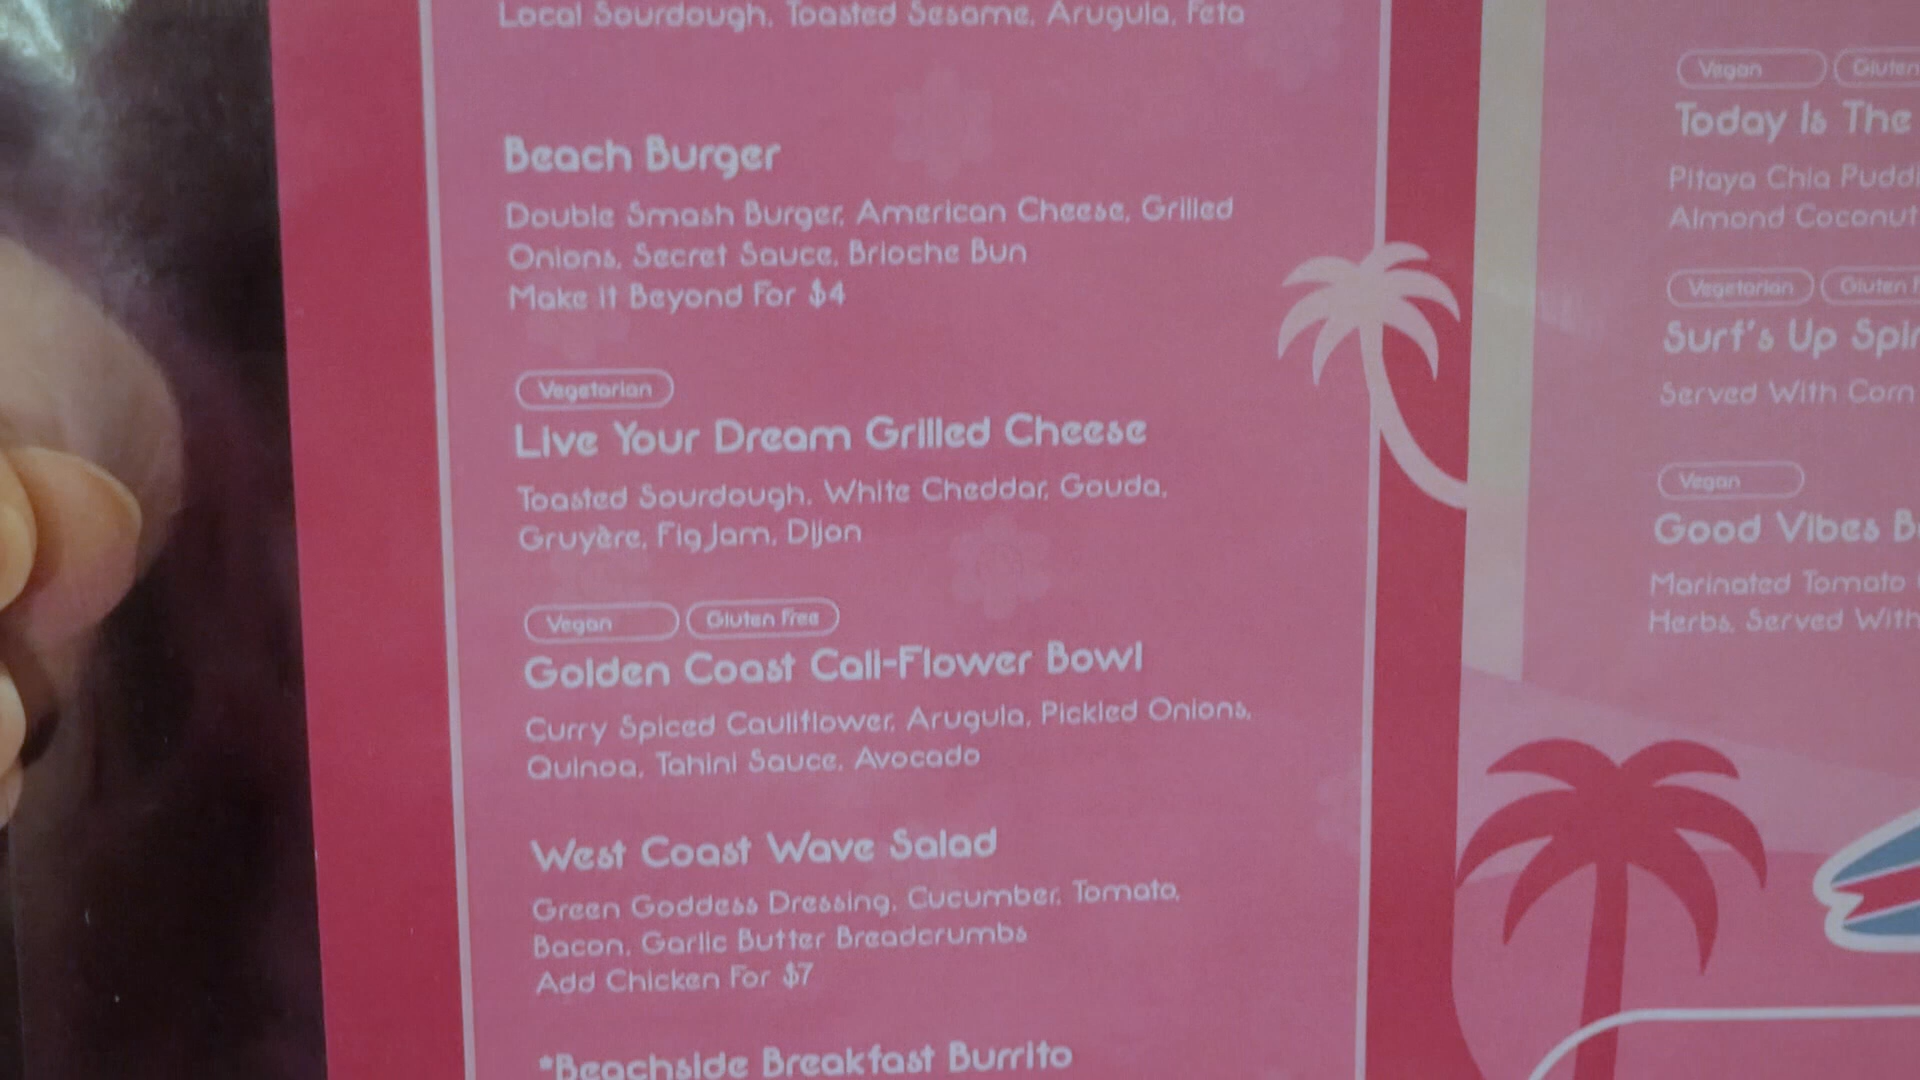 Local Sourdough, Toasted Sesame, Arugula, Feta
Beach Burger
Double Smash Burger, American Cheese, Grilled
Onions, Secret Sauce, Brioche Bun
Make it Beyond For $4
Vegetarian
Live Your Dream Grilled Cheese
Toasted Sourdough, White Cheddar, Gouda,
Gruyère, Fig Jam, Dijon
Vegan Gluten Free
Golden Coast Cali-Flower Bowl
Curry Spiced Cauliflower, Arugula, Pickled Onions,
Quinoa, Tahini Sauce, Avocado
West Coast Wave Salad
Green Goddess Dressing, Cucumber, Tomato,
Bacon, Garlic Butter Breadcrumbs
Add Chicken For $7
*Beachside Breakfast Burrito
Vegan Gluten
Today Is The
Pitaya Chia
Almond Coconut
Vegetarian Gluten
Surf's Up
Served With Corn
Vegan
Good Vibes
Marinated Tomato
Herbs, Served With